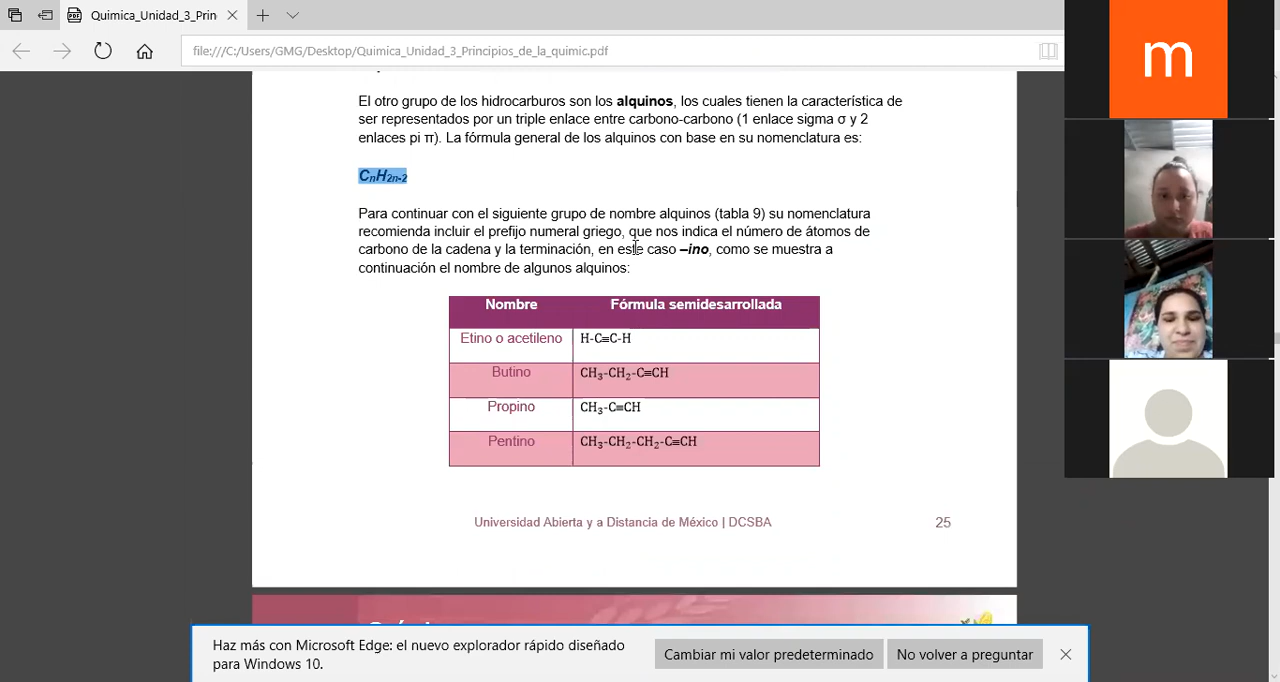 Quimica_Unidad_3_Prin
file:///C:/Users/GMG/Desktop/Quimica_Unidad_3_Principios_de_la_quimic.pdf
El otro grupo de los hidrocarburos son los alquinos, los cuales tienen la característica de
ser representados por un triple enlace entre carbono-carbono (1 enlace sigma σ y 2
enlaces pi π). La fórmula general de los alquinos con base en su nomenclatura es:
CnH2n-2
Para continuar con el siguiente grupo de nombre alquinos (tabla 9) su nomenclatura
recomienda incluir el prefijo numeral griego, que nos indica el número de átomos de
carbono de la cadena y la terminación, en este caso –ino, como se muestra a
continuación el nombre de algunos alquinos:
Nombre Fórmula semidesarrollada
Etino o acetileno H-C≡C-H
Butino CH₃-CH₂-C≡CH
Propino CH₃-C≡CH
Pentino CH₃-CH₂-CH₂-C≡CH
Universidad Abierta y a Distancia de México | DCSBA 25
Haz más con Microsoft Edge: el nuevo explorador rápido diseñado
para Windows 10.
Cambiar mi valor predeterminado
No volver a preguntar
m